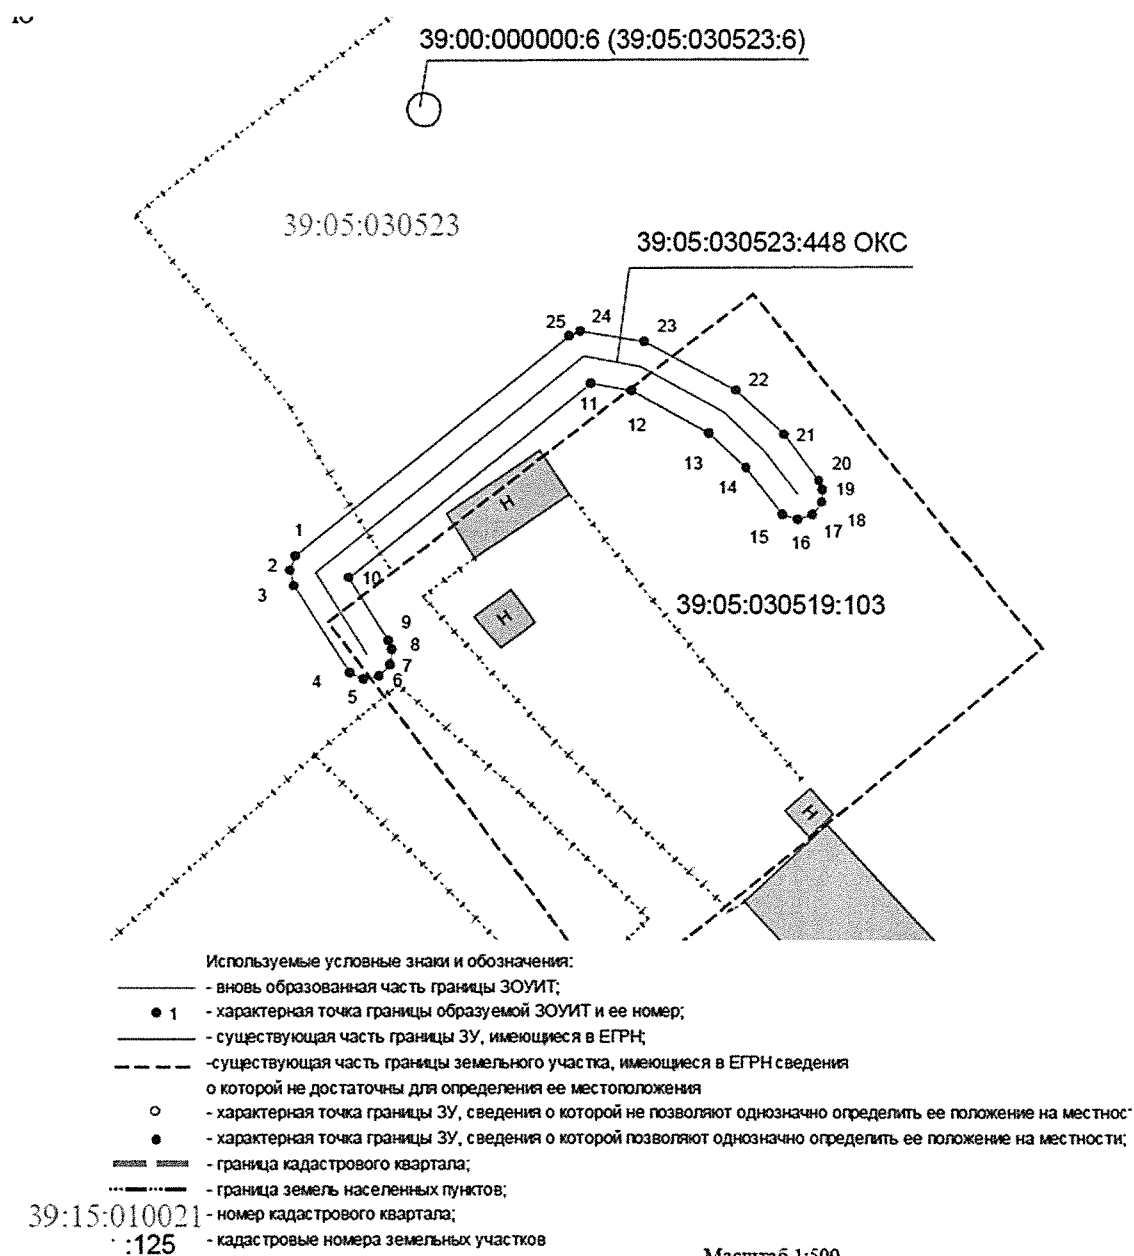 39:00:000000:6 (39:05:030523:6)
39:05:030523
39:05:030523:448 ОКС
25
24
23
22
11
12
21
13
20
14
19
Н
15
16
17
18
1
2
10
3
39:05:030519:103
Н
9
8
7
4
6
5
Н
Используемые условные знаки и обозначения:
- вновь образованная часть границы ЗОУИТ;
1 - характерная точка границы образуемой ЗОУИТ и ее номер;
- существующая часть границы ЗУ, имеющиеся в ЕГРН;
-существующая часть границы земельного участка, имеющиеся в ЕГРН сведения
о которой не достаточны для определения ее местоположения
- характерная точка границы ЗУ, сведения о которой не позволяют однозначно определить ее положение на местнос
- характерная точка границы ЗУ, сведения о которой позволяют однозначно определить ее положение на местности;
- граница кадастрового квартала;
- граница земель населенных пунктов;
39:15:010021 - номер кадастрового квартала;
:125 - кадастровые номера земельных участков
Масштаб 1:500